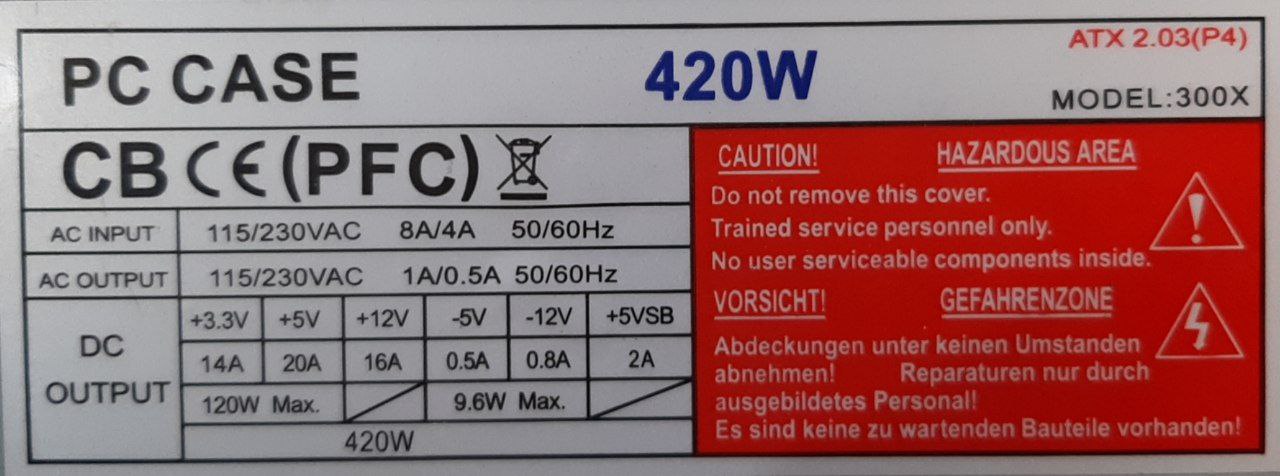 PC CASE 420W ATX 2.03(P4)
MODEL:300X
CB CE (PFC)
AC INPUT 115/230VAC 8A/4A 50/60Hz
AC OUTPUT 115/230VAC 1A/0.5A 50/60Hz
DC OUTPUT
+3.3V +5V +12V -5V -12V +5VSB
14A 20A 16A 0.5A 0.8A 2A
120W Max. 9.6W Max.
420W
CAUTION! HAZARDOUS AREA
Do not remove this cover.
Trained service personnel only.
No user serviceable components inside.
VORSICHT! GEFAHRENZONE
Abdeckungen unter keinen Umstanden
abnehmen! Reparaturen nur durch
ausgebildetes Personal!
Es sind keine zu wartenden Bauteile vorhanden!